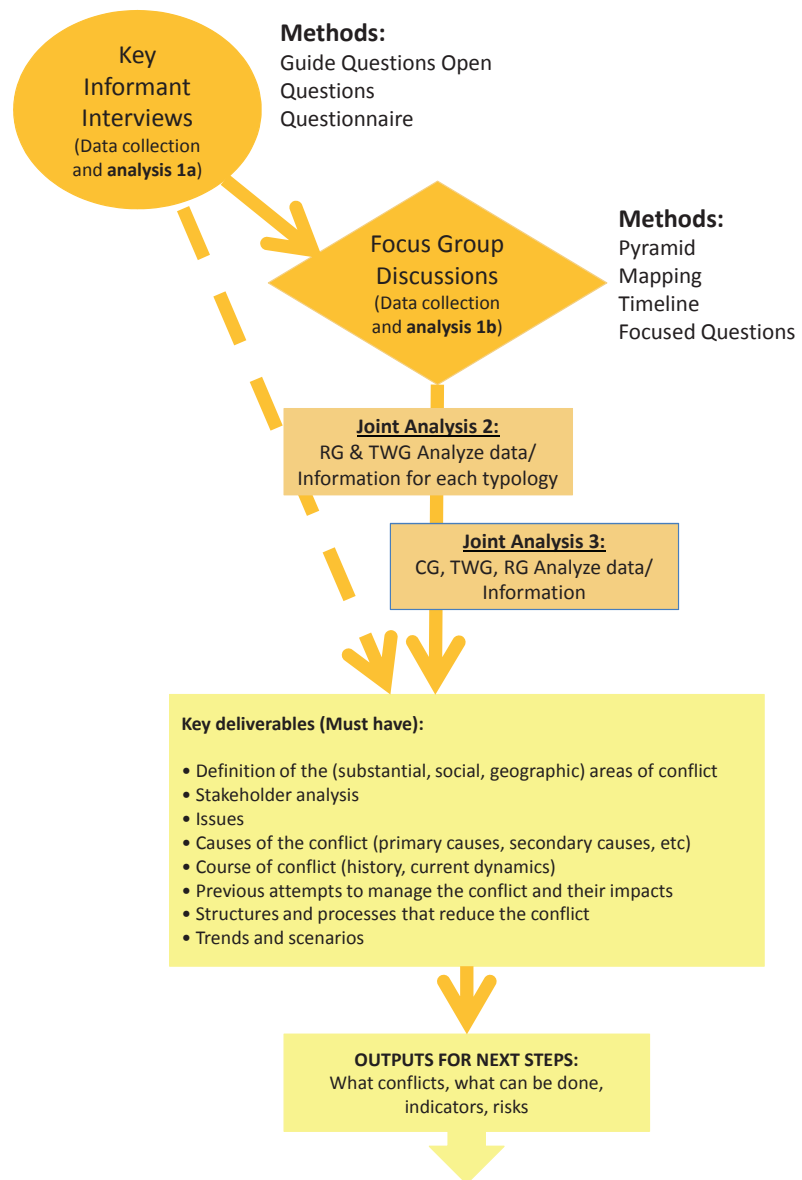 Key
Informant
Interviews
(Data collection
and analysis 1a)
Methods:
Guide Questions Open
Questions
Questionnaire
Focus Group
Discussions
(Data collection
and analysis 1b)
Methods:
Pyramid
Mapping
Timeline
Focused Questions
Joint Analysis 2:
RG & TWG Analyze data/
Information for each typology
Joint Analysis 3:
CG, TWG, RG Analyze data/
Information
Key deliverables (Must have):
• Definition of the (substantial, social, geographic) areas of conflict
• Stakeholder analysis
• Issues
• Causes of the conflict (primary causes, secondary causes, etc)
• Course of conflict (history, current dynamics)
• Previous attempts to manage the conflict and their impacts
• Structures and processes that reduce the conflict
• Trends and scenarios
OUTPUTS FOR NEXT STEPS:
What conflicts, what can be done,
indicators, risks